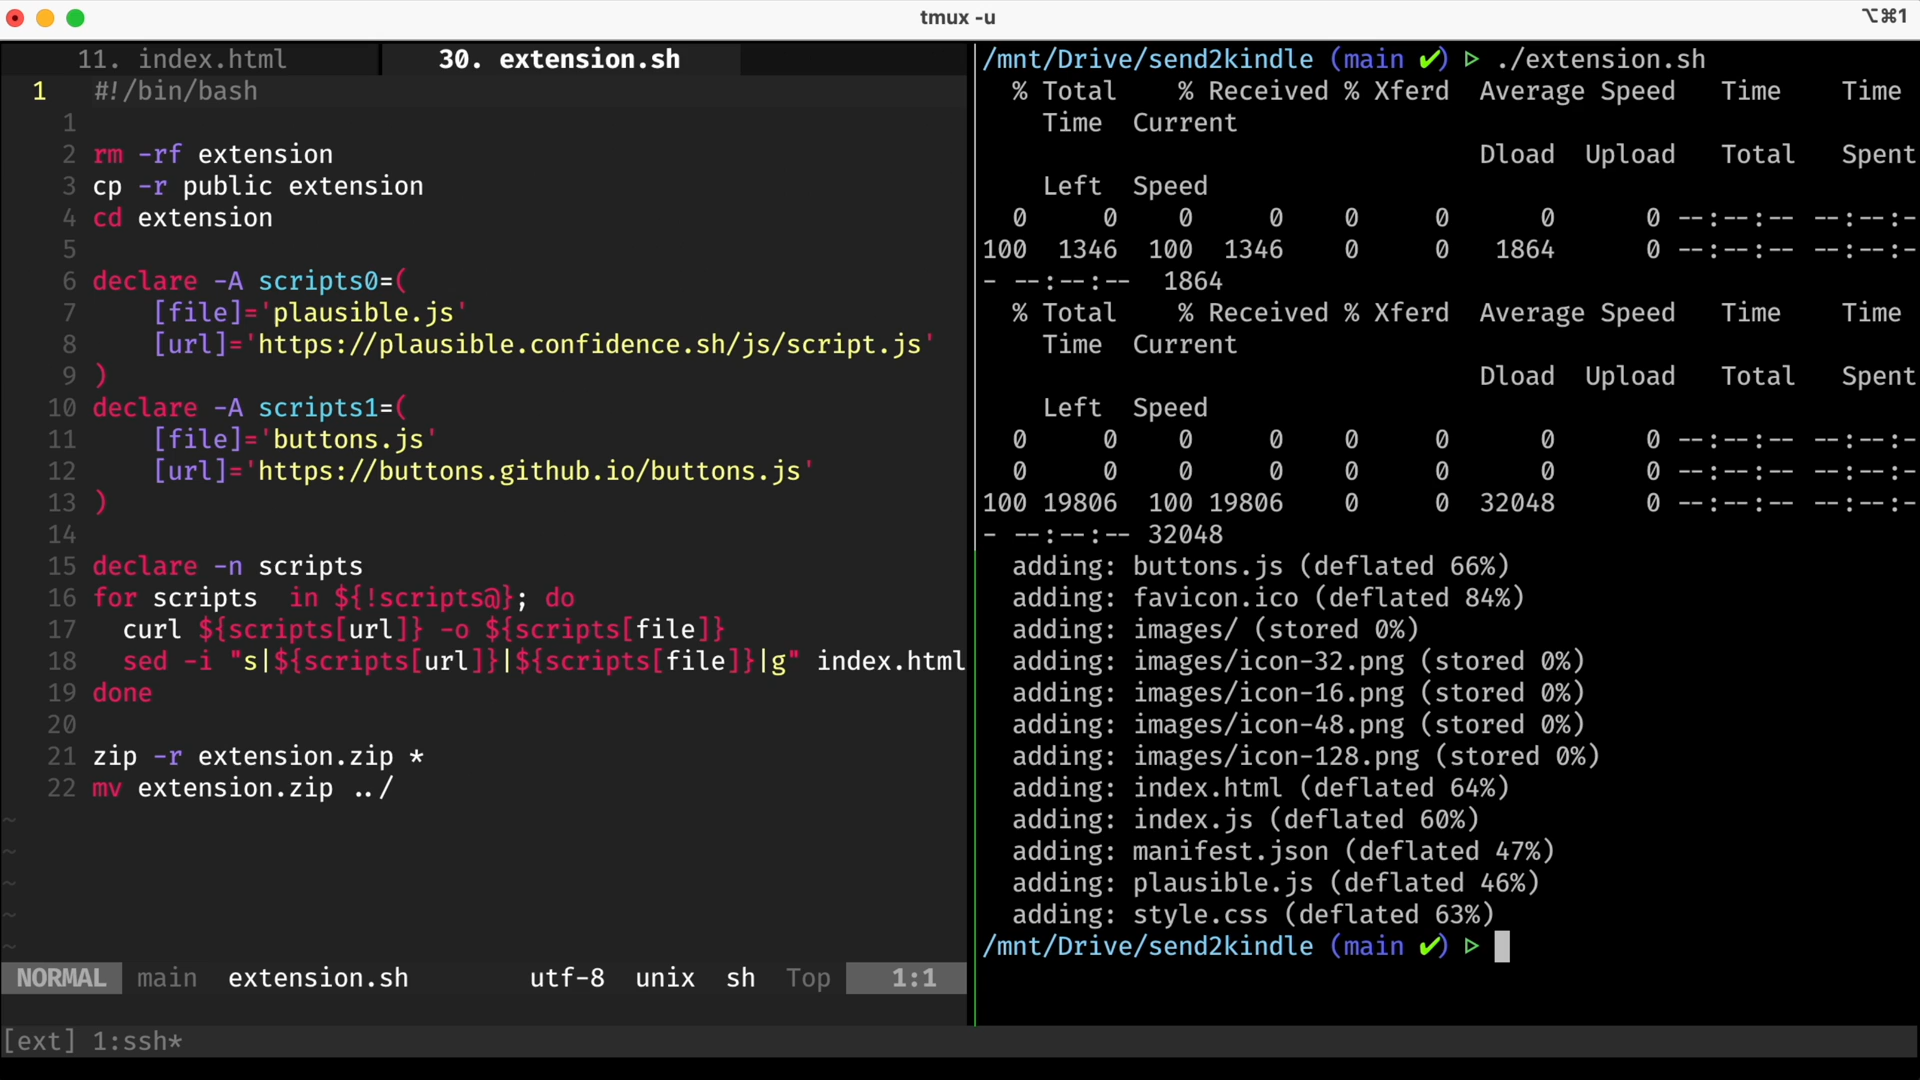 tmux -u
⌥⌘1
11. index.html 30. extension.sh
1 #!/bin/bash
1
2 rm -rf extension
3 cp -r public extension
4 cd extension
5
6 declare -A scripts0=(
7     [file]='plausible.js'
8     [url]='https://plausible.confidence.sh/js/script.js'
9 )
10 declare -A scripts1=(
11     [file]='buttons.js'
12     [url]='https://buttons.github.io/buttons.js'
13 )
14
15 declare -n scripts
16 for scripts  in ${!scripts@}; do
17   curl ${scripts[url]} -o ${scripts[file]}
18   sed -i "s|${scripts[url]}|${scripts[file]}|g" index.html
19 done
20
21 zip -r extension.zip *
22 mv extension.zip ../
~
~
~
~
~
NORMAL main extension.sh utf-8 unix sh Top 1:1
/mnt/Drive/send2kindle (main ✔) ▹ ./extension.sh
  % Total    % Received % Xferd  Average Speed   Time    Time
    Time  Current
                                 Dload  Upload   Total   Spent
    Left  Speed
  0     0    0     0    0     0      0      0 --:--:-- --:--:-
100  1346  100  1346    0     0   1864      0 --:--:-- --:--:-
- --:--:--  1864
  % Total    % Received % Xferd  Average Speed   Time    Time
    Time  Current
                                 Dload  Upload   Total   Spent
    Left  Speed
  0     0    0     0    0     0      0      0 --:--:-- --:--:-
  0     0    0     0    0     0      0      0 --:--:-- --:--:-
100 19806  100 19806    0     0  32048      0 --:--:-- --:--:-
- --:--:-- 32048
  adding: buttons.js (deflated 66%)
  adding: favicon.ico (deflated 84%)
  adding: images/ (stored 0%)
  adding: images/icon-32.png (stored 0%)
  adding: images/icon-16.png (stored 0%)
  adding: images/icon-48.png (stored 0%)
  adding: images/icon-128.png (stored 0%)
  adding: index.html (deflated 64%)
  adding: index.js (deflated 60%)
  adding: manifest.json (deflated 47%)
  adding: plausible.js (deflated 46%)
  adding: style.css (deflated 63%)
/mnt/Drive/send2kindle (main ✔) ▹
[ext] 1:ssh*